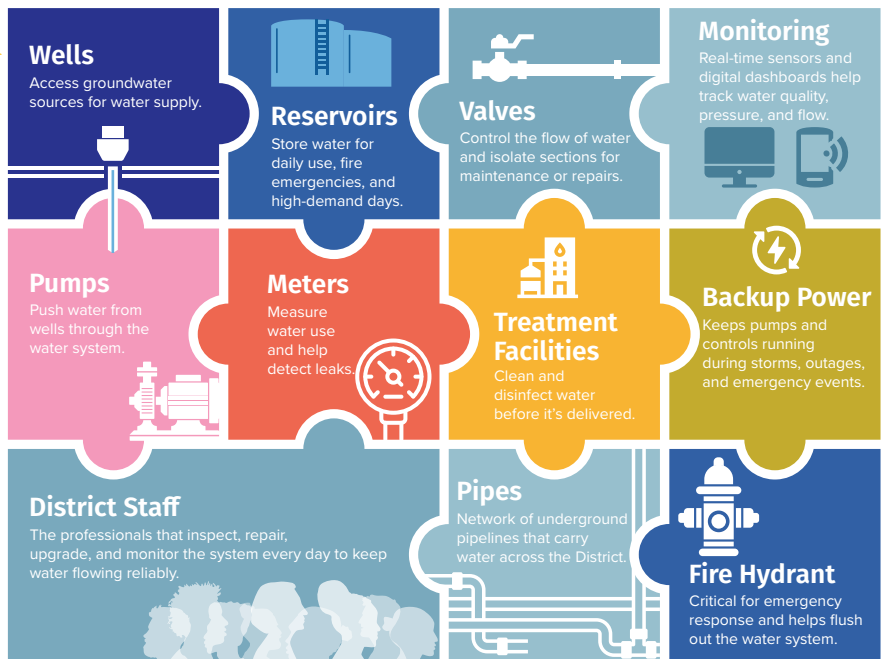 Wells
Access groundwater
sources for water supply.
Reservoirs
Store water for
daily use, fire
emergencies, and
high-demand days.
Valves
Control the flow of water
and isolate sections for
maintenance or repairs.
Monitoring
Real-time sensors and
digital dashboards help
track water quality,
pressure, and flow.
Pumps
Push water from
wells through the
water system.
Meters
Measure
water use
and help
detect leaks.
Treatment
Facilities
Clean and
disinfect water
before it's delivered.
Backup Power
Keeps pumps and
controls running
during storms, outages,
and emergency events.
District Staff
The professionals that inspect, repair,
upgrade, and monitor the system every day to keep
water flowing reliably.
Pipes
Network of underground
pipelines that carry
water across the District.
Fire Hydrant
Critical for emergency
response and helps flush
out the water system.